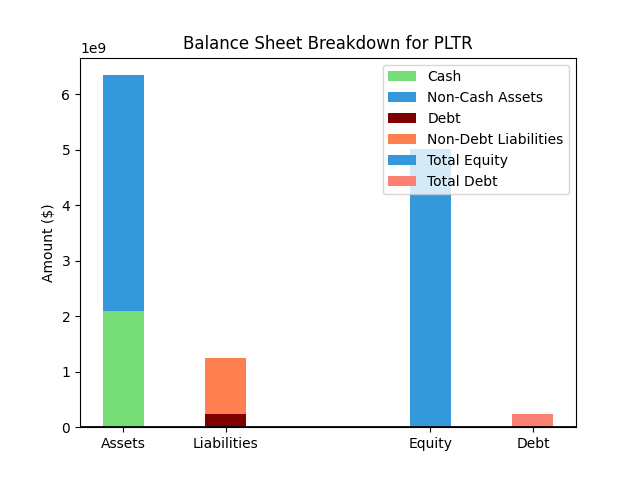 Balance Sheet Breakdown for PLTR
1e9
6
5
4
3
2
1
0
Amount ($)
Cash
Non-Cash Assets
Debt
Non-Debt Liabilities
Total Equity
Total Debt
Assets
Liabilities
Equity
Debt